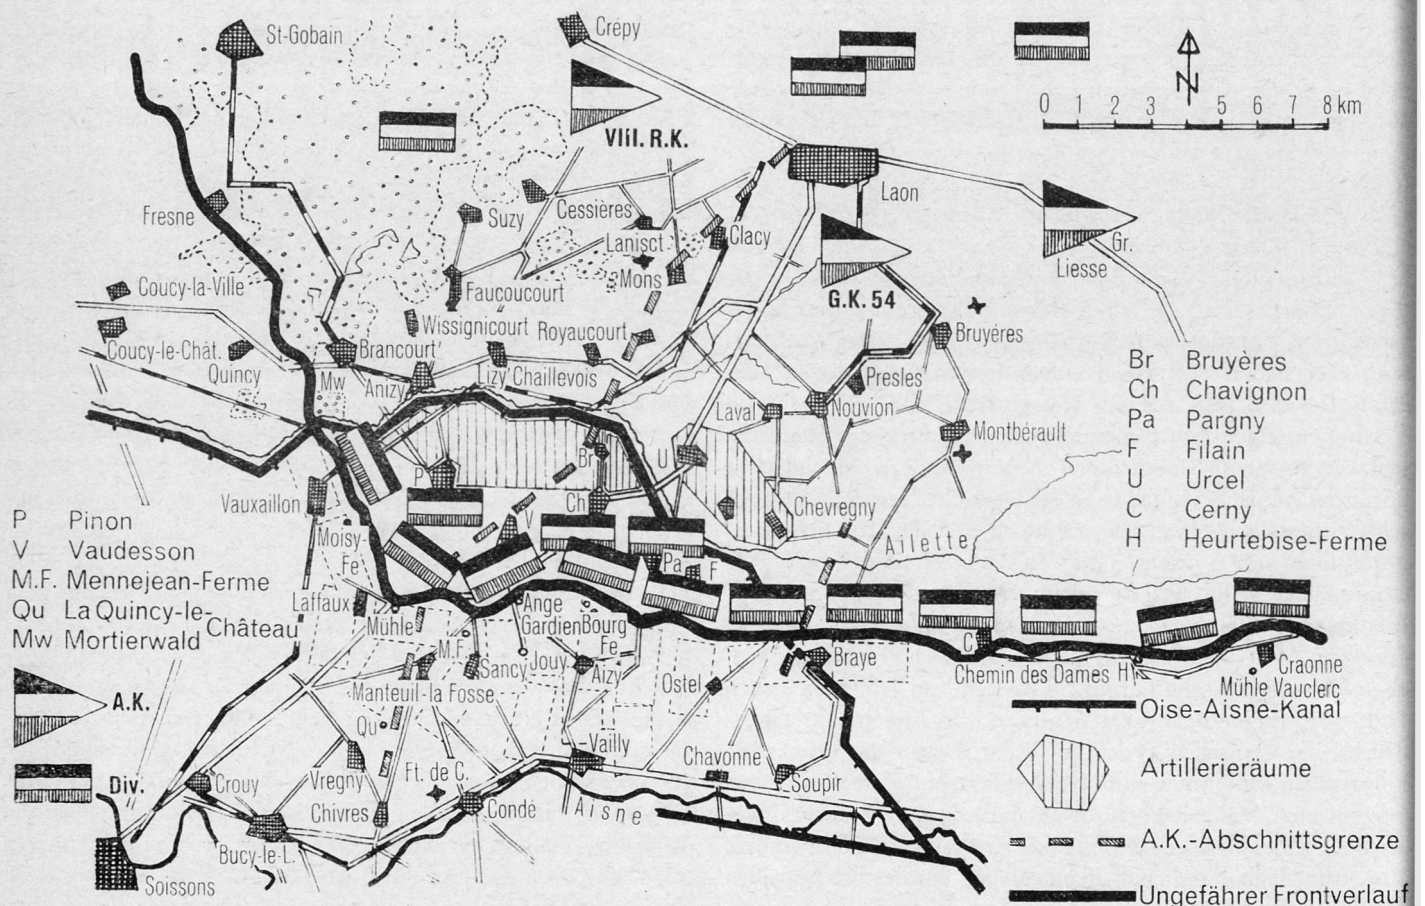 St-Gobain
Crépy
N
0 1 2 3 5 6 7 8 km
VIII. R.K.
Laon
Fresne
Suzy
Cessières
Lanisct
Clacy
Mons
Gr.
Liesse
G.K. 54
Coucy-la-Ville
Faucoucourt
Wissignicourt
Royaucourt
Bruyéres
Coucy-le-Chât.
Quincy
Brancourt
Mw
Anizy
Lizy
Chaillevois
Presles
Laval
Nouvion
Montbérault
Br Bruyères
Ch Chavignon
Pa Pargny
F Filain
U Urcel
C Cerny
H Heurtebise-Ferme
P
Br
U
Ch
Vauxaillon
Chevregny
V
Moisy-
Fe
Ailette
Pa
F
P Pinon
V Vaudesson
M.F. Mennejean-Ferme
Qu La Quincy-le-
Château
Mw Mortierwald
Laffaux
Mühle
Ange
Gardien
Bourg
Fe
M.F.
Sancy
Jouy
Aizy
Ostel
Braye
C
Chemin des Dames
H
Craonne
Mühle Vauclerc
Manteuil-la Fosse
Qu
A.K.
Div.
Vregny
Ft. de C.
Vailly
Chavonne
Soupir
Crouy
Chivres
Condé
Aisne
Bucy-le-L.
Soissons
Oise-Aisne-Kanal
Artillerieräume
A.K.-Abschnittsgrenze
Ungefährer Frontverlauf